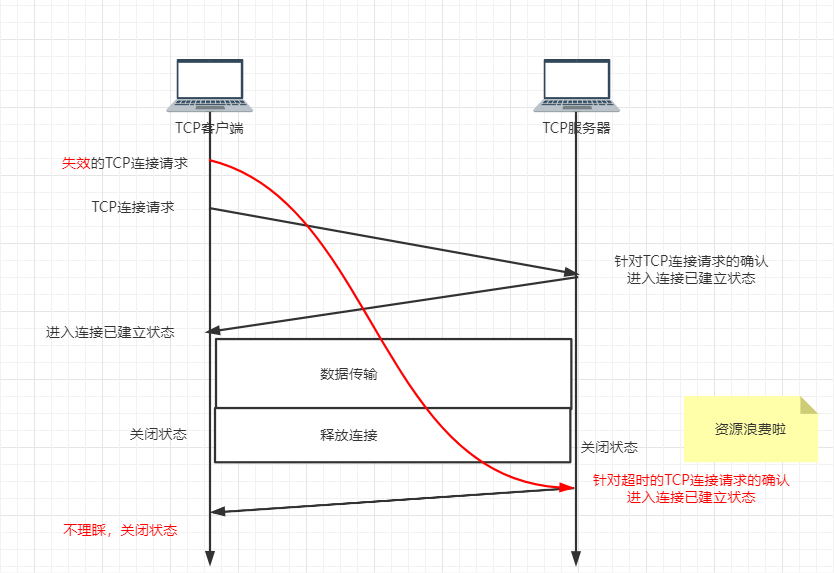 TCP客户端
TCP服务器
失效的TCP连接请求
TCP连接请求
针对TCP连接请求的确认
进入连接已建立状态
进入连接已建立状态
数据传输
关闭状态
释放连接
关闭状态
资源浪费啦
针对超时的TCP连接请求的确认
进入连接已建立状态
不理睬，关闭状态